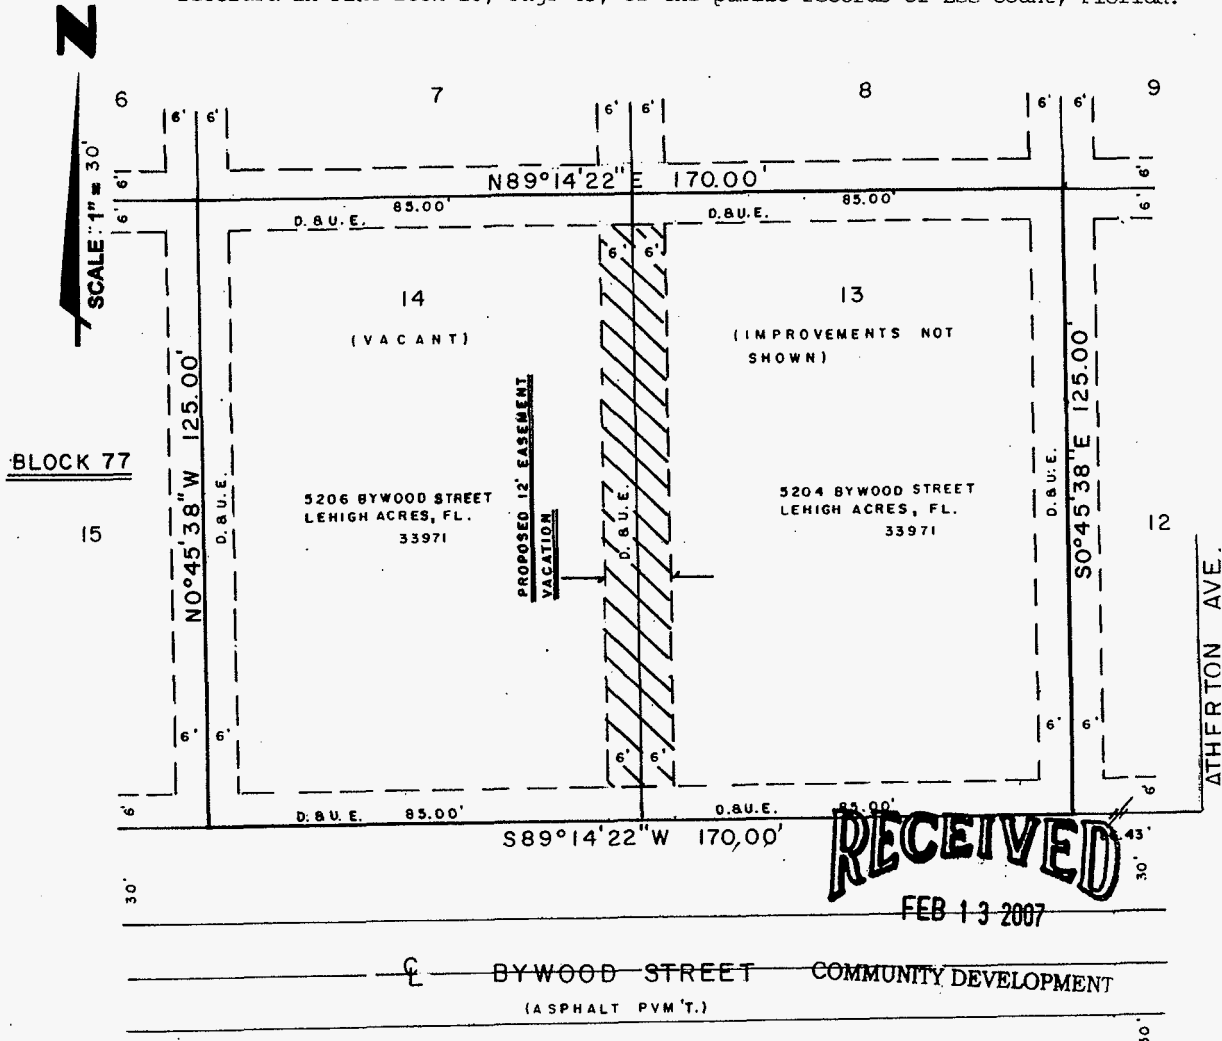 Z
6
7
8
9
6' 6'
6' 6'
6' 6'
SCALE: 1" = 30'
6'
6'
N89°14'22"E 170.00'
6'
6'
85.00'
85.00'
D.&U.E.
D.&U.E.
6' 6'
14
(VACANT)
13
(IMPROVEMENTS NOT
SHOWN)
N0°45'38"W 125.00'
S0°45'38"E 125.00'
BLOCK 77
15
12
D.&U.E.
D.&U.E.
D.&U.E.
PROPOSED 12' EASEMENT
VACATION
5206 BYWOOD STREET
LEHIGH ACRES, FL.
33971
5204 BYWOOD STREET
LEHIGH ACRES, FL.
33971
ATHERTON AVE.
6' 6'
6' 6'
6' 6'
6'
6'
D.&U.E. 85.00'
D.&U.E. 85.00'
S89°14'22"W 170.00'
RECEIVED
FEB 13 2007
COMMUNITY DEVELOPMENT
30'
30'
℄ BYWOOD STREET
(ASPHALT PVM'T.)
30'